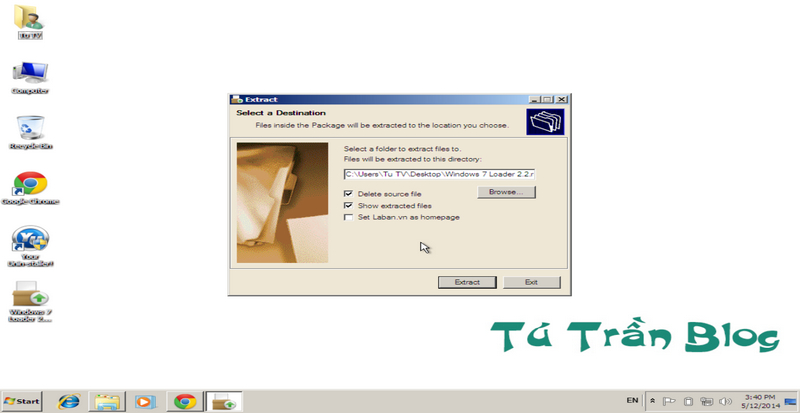 Tu TV
Computer
Recycle Bin
Google Chrome
Your
Unin-staller!
Windows 7
Loader 2....
Extract
Select a Destination
Files inside the Package will be extracted to the location you choose.
Select a folder to extract files to.
Files will be extracted to this directory:
C:\Users\Tu TV\Desktop\Windows 7 Loader 2.2.r
Delete source file
Browse...
Show extracted files
Set Laban.vn as homepage
Extract
Exit
Tú Trần Blog
Start
EN
3:40 PM
5/12/2014